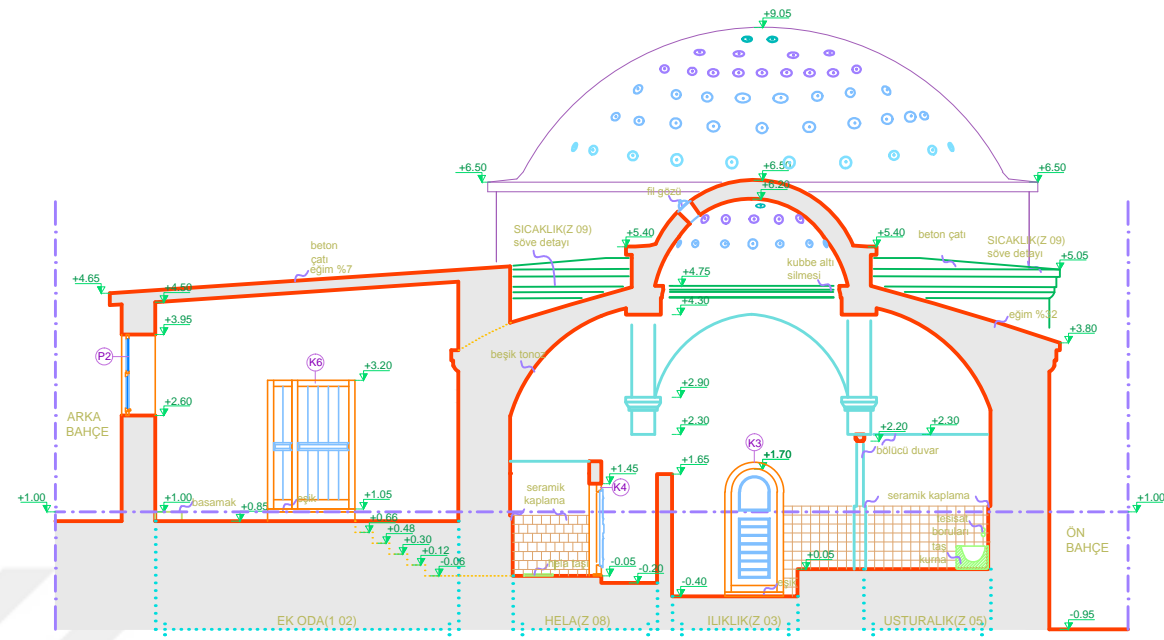 +9.05
+6.50
+6.50
+6.50
+6.20
fil gözü
SICAKLIK(Z 09)
söve detayı
+5.40
+5.40
beton çatı
SICAKLIK(Z 09)
söve detayı
+5.05
beton
çatı
eğim %7
+4.65
+4.50
+4.75
kubbe altı
silmesi
+4.30
eğim %32
+3.95
+3.80
P2
K6
+3.20
beşik tonoz
+2.90
+2.60
+2.30
+2.20
+2.30
ARKA
BAHÇE
bölücü duvar
K3
+1.70
+1.65
+1.45
K4
seramik
kaplama
seramik kaplama
+1.00
+1.00
basamak
+0.85
eşik
+1.05
+1.00
+0.66
+0.48
+0.30
+0.12
-0.06
tesisat
boruları
taş
kurna
ÖN
BAHÇE
hela taşı
-0.05
-0.20
+0.05
-0.40
eşik
-0.95
EK ODA(1 02)
HELA(Z 08)
ILIKLIK(Z 03)
USTURALIK(Z 05)